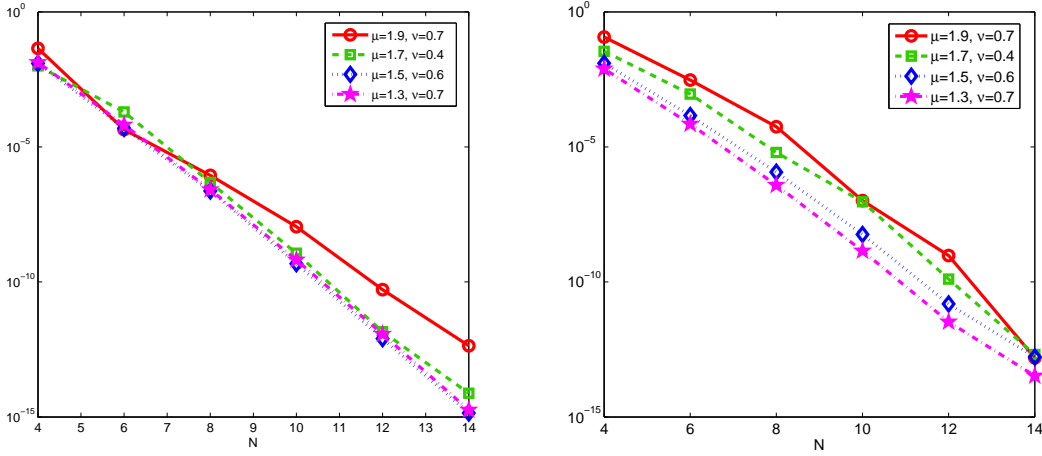 10^0
10^-5
10^-10
10^-15
4 5 6 7 8 9 10 11 12 13 14
N
μ=1.9, ν=0.7
μ=1.7, ν=0.4
μ=1.5, ν=0.6
μ=1.3, ν=0.7
10^0
10^-5
10^-10
10^-15
4 6 8 10 12 14
N
μ=1.9, ν=0.7
μ=1.7, ν=0.4
μ=1.5, ν=0.6
μ=1.3, ν=0.7